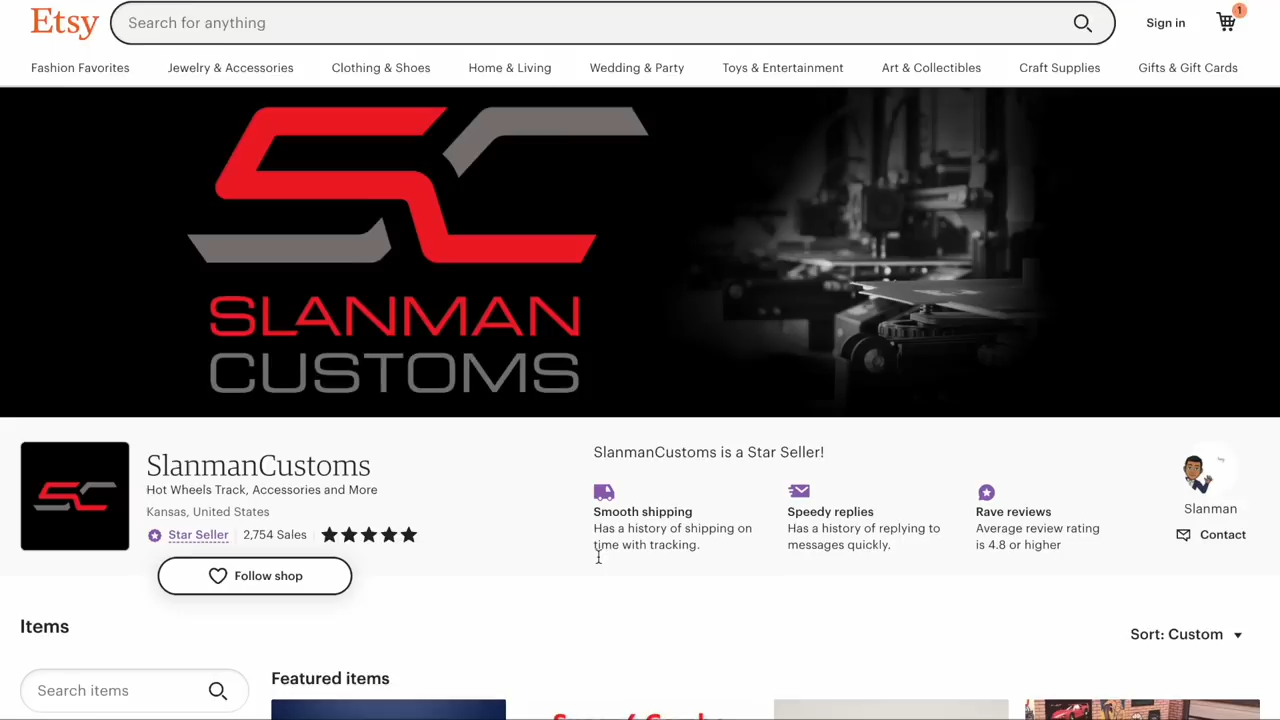 Etsy
Search for anything
Sign in
1
Fashion Favorites
Jewelry & Accessories
Clothing & Shoes
Home & Living
Wedding & Party
Toys & Entertainment
Art & Collectibles
Craft Supplies
Gifts & Gift Cards
SC
SLANMAN
CUSTOMS
SC
SlanmanCustoms
Hot Wheels Track, Accessories and More
Kansas, United States
Star Seller
2,754 Sales
Follow shop
SlanmanCustoms is a Star Seller!
Smooth shipping
Has a history of shipping on
time with tracking.
Speedy replies
Has a history of replying to
messages quickly.
Rave reviews
Average review rating
is 4.8 or higher
Slanman
Contact
Items
Sort: Custom
Search items
Featured items